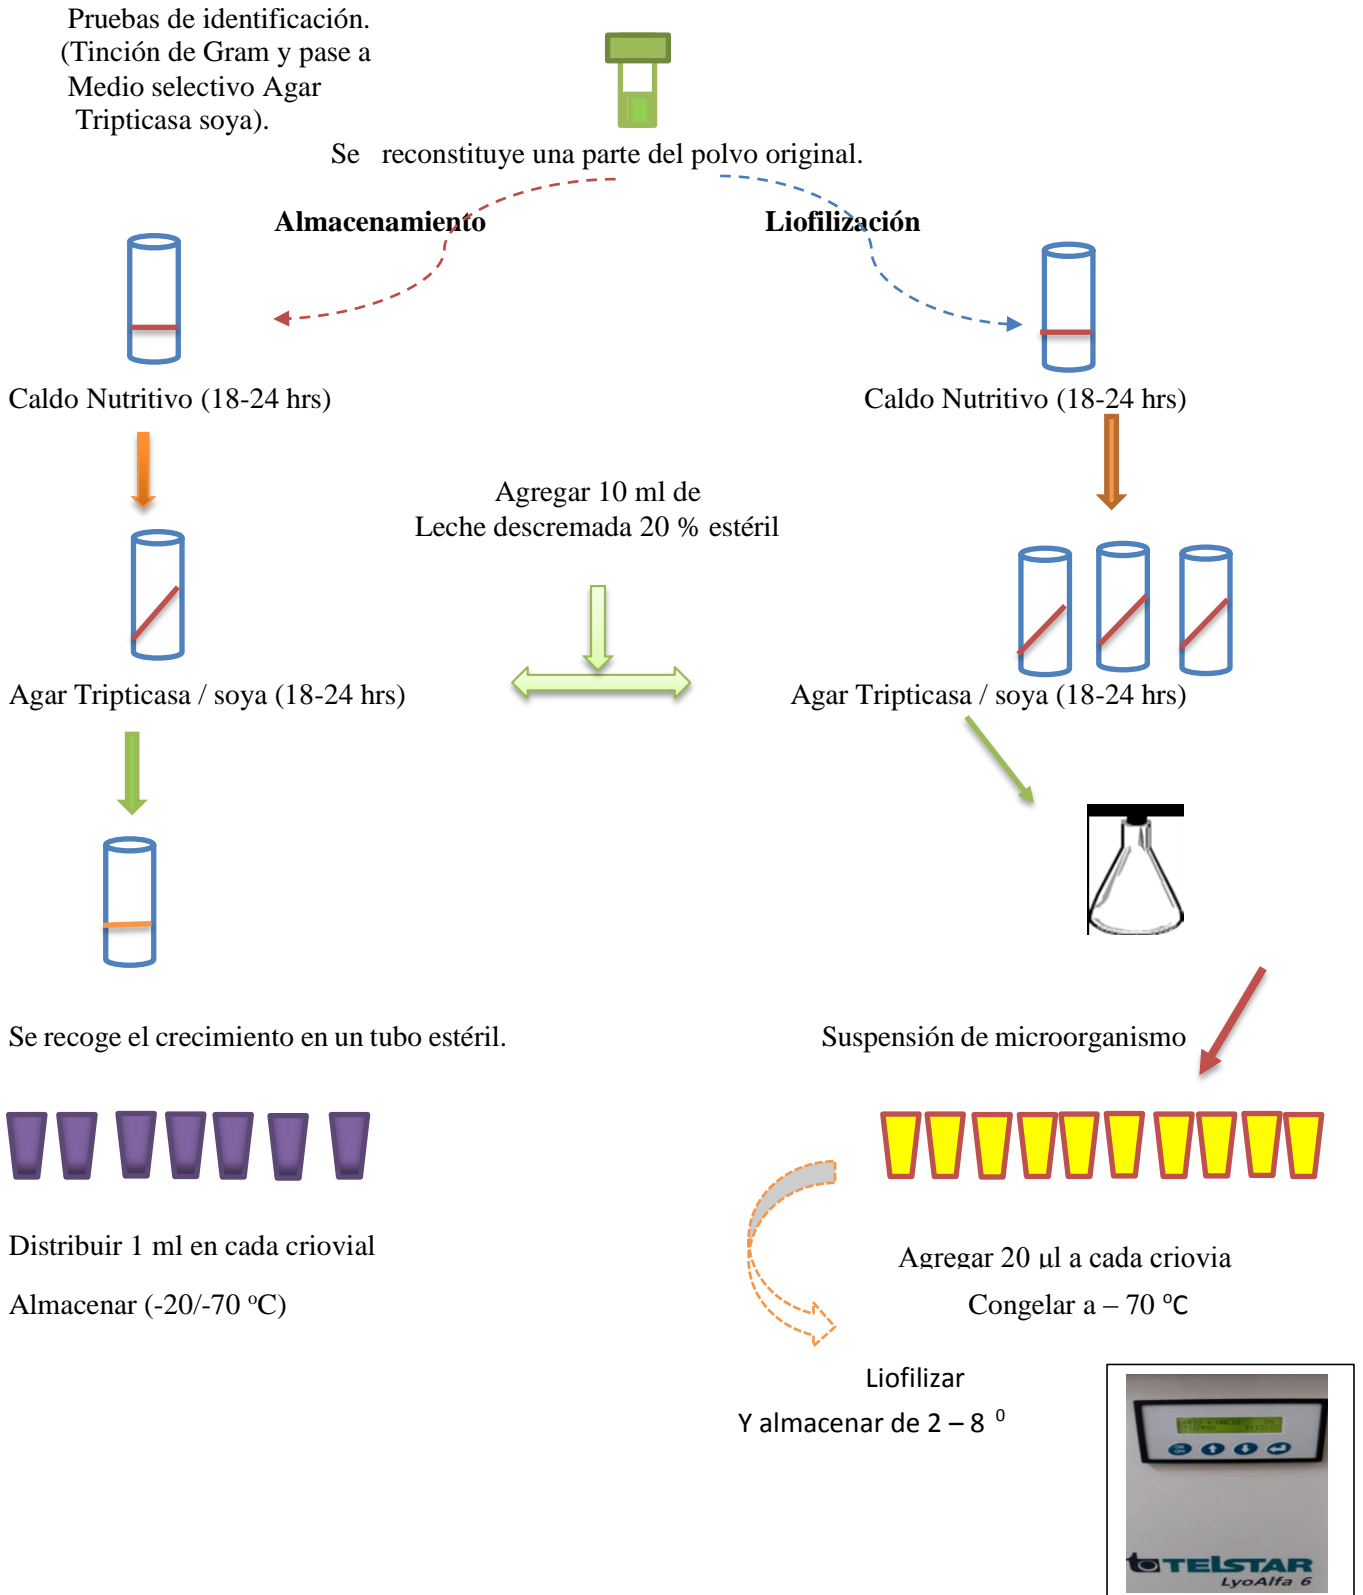 Pruebas de identificación.
(Tinción de Gram y pase a
Medio selectivo Agar
Tripticasa soya).
Se reconstituye una parte del polvo original.
Almacenamiento
Liofilización
Caldo Nutritivo (18-24 hrs)
Caldo Nutritivo (18-24 hrs)
Agregar 10 ml de
Leche descremada 20 % estéril
Agar Tripticasa / soya (18-24 hrs)
Agar Tripticasa / soya (18-24 hrs)
Se recoge el crecimiento en un tubo estéril.
Suspensión de microorganismo
Distribuir 1 ml en cada criovial
Agregar 20 µl a cada criovia
Almacenar (-20/-70 °C)
Congelar a – 70 °C
Liofilizar
Y almacenar de 2 – 8 ⁰
ON
OFF
TELSTAR
LyoAlfa 6